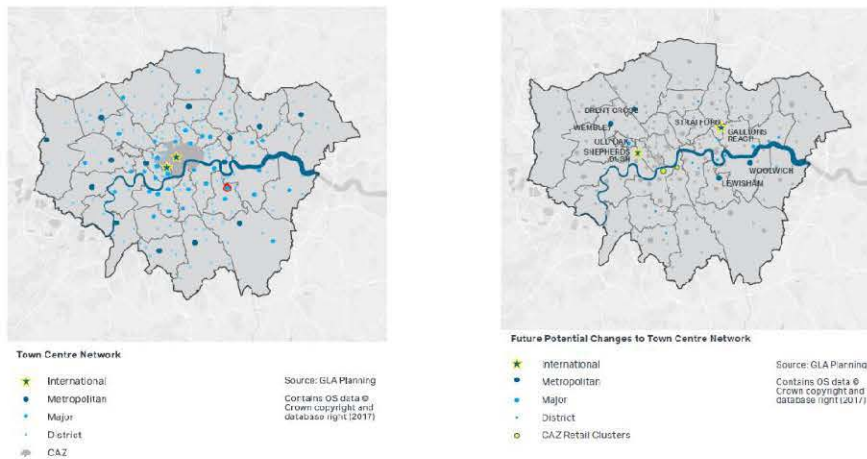 BRENT CROSS
WEMBLEY
STRATFORD
GALLIONS
REACH
OLD OAK
SHEPHERDS
BUSH
WOOLWICH
LEWISHAM
Town Centre Network
International
Metropolitan
Major
District
CAZ
Source: GLA Planning
Contains OS data ©
Crown copyright and
database right (2017)
Future Potential Changes to Town Centre Network
International
Metropolitan
Major
District
CAZ Retail Clusters
Source: GLA Planning
Contains OS data ©
Crown copyright and
database right (2017)